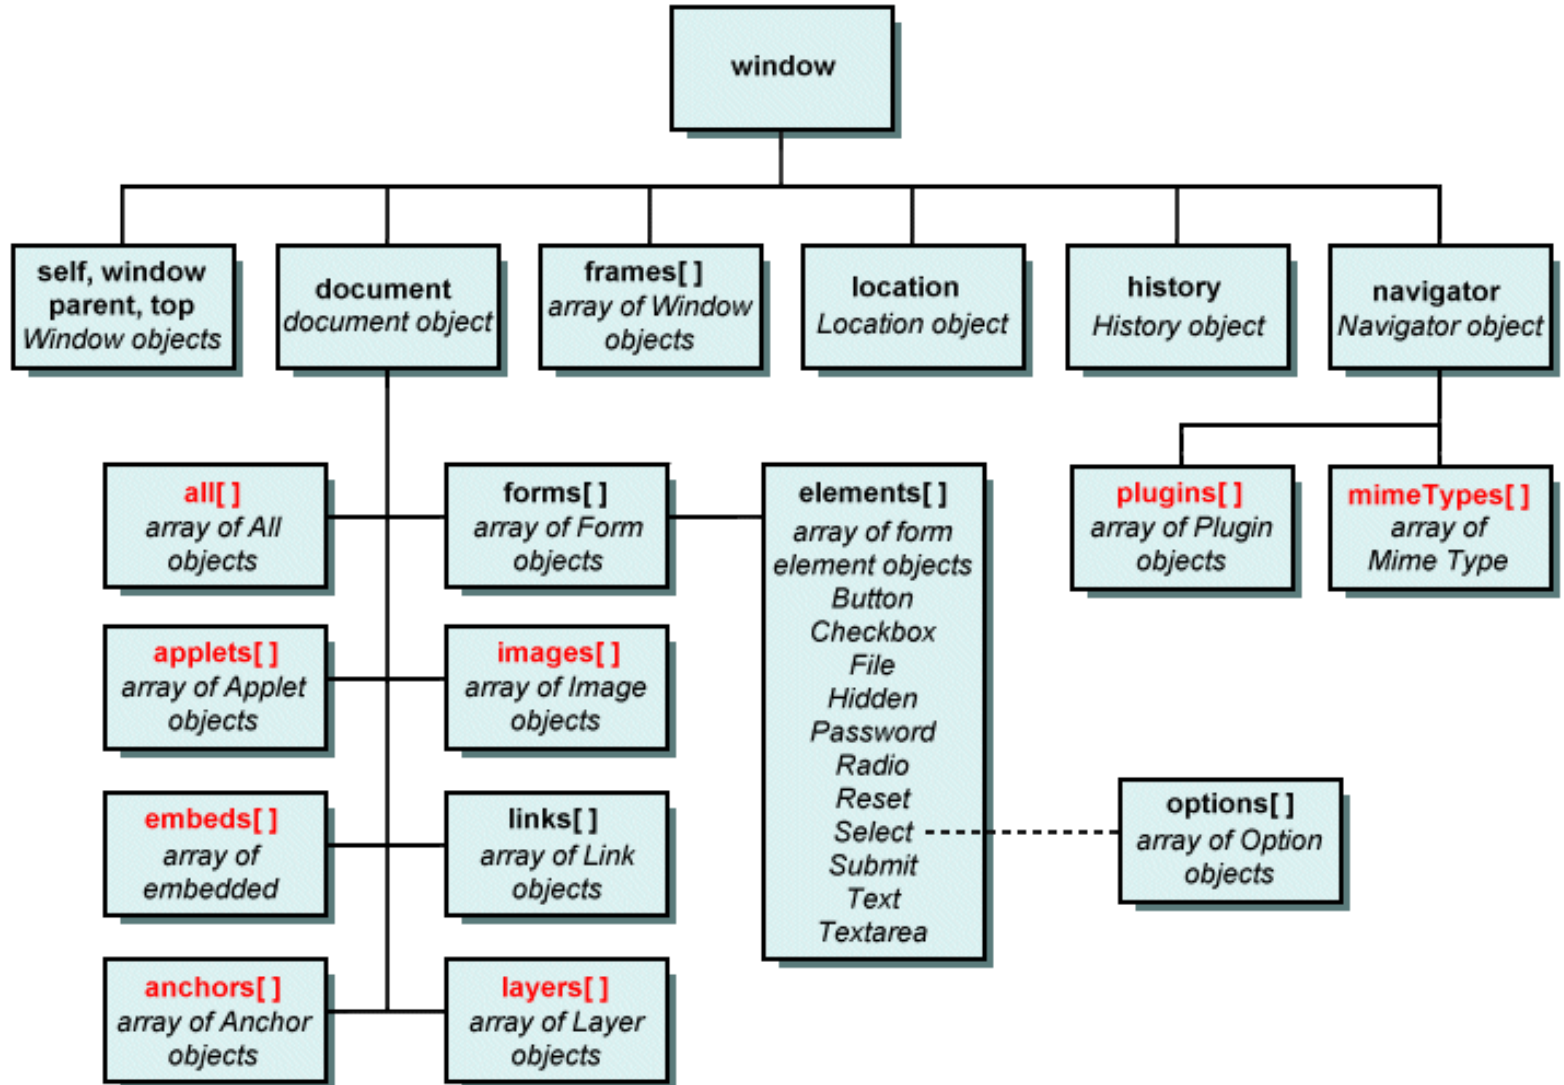 window
self, window
parent, top
Window objects
document
document object
frames[ ]
array of Window
objects
location
Location object
history
History object
navigator
Navigator object
all[ ]
array of All
objects
forms[ ]
array of Form
objects
elements[ ]
array of form
element objects
Button
Checkbox
File
Hidden
Password
Radio
Reset
Select
Submit
Text
Textarea
plugins[ ]
array of Plugin
objects
mimeTypes[ ]
array of
Mime Type
applets[ ]
array of Applet
objects
images[ ]
array of Image
objects
options[ ]
array of Option
objects
embeds[ ]
array of
embedded
links[ ]
array of Link
objects
anchors[ ]
array of Anchor
objects
layers[ ]
array of Layer
objects